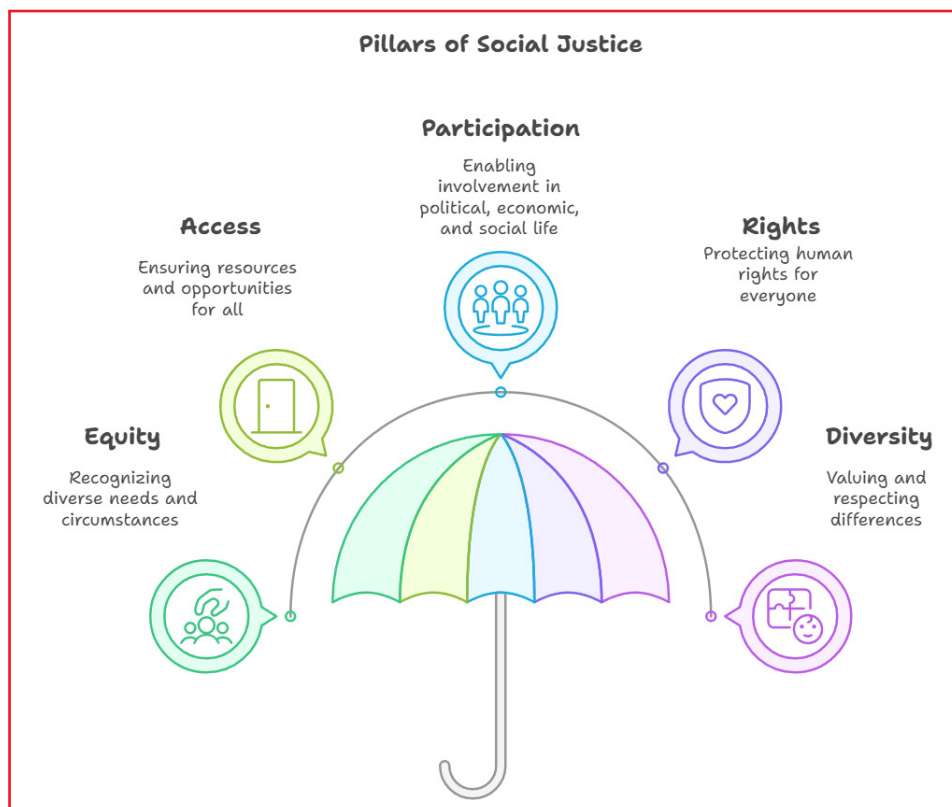 Pillars of Social Justice
Participation
Enabling
involvement in
political, economic,
and social life
Access
Ensuring resources
and opportunities
for all
Rights
Protecting human
rights for
everyone
Equity
Recognizing
diverse needs and
circumstances
Diversity
Valuing and
respecting
differences